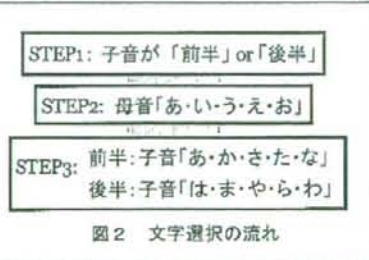 STEP1: 子音が「前半」or「後半」
STEP2: 母音「あ・い・う・え・お」
STEP3: 前半:子音「あ・か・さ・た・な」
後半:子音「は・ま・や・ら・わ」
図2 文字選択の流れ